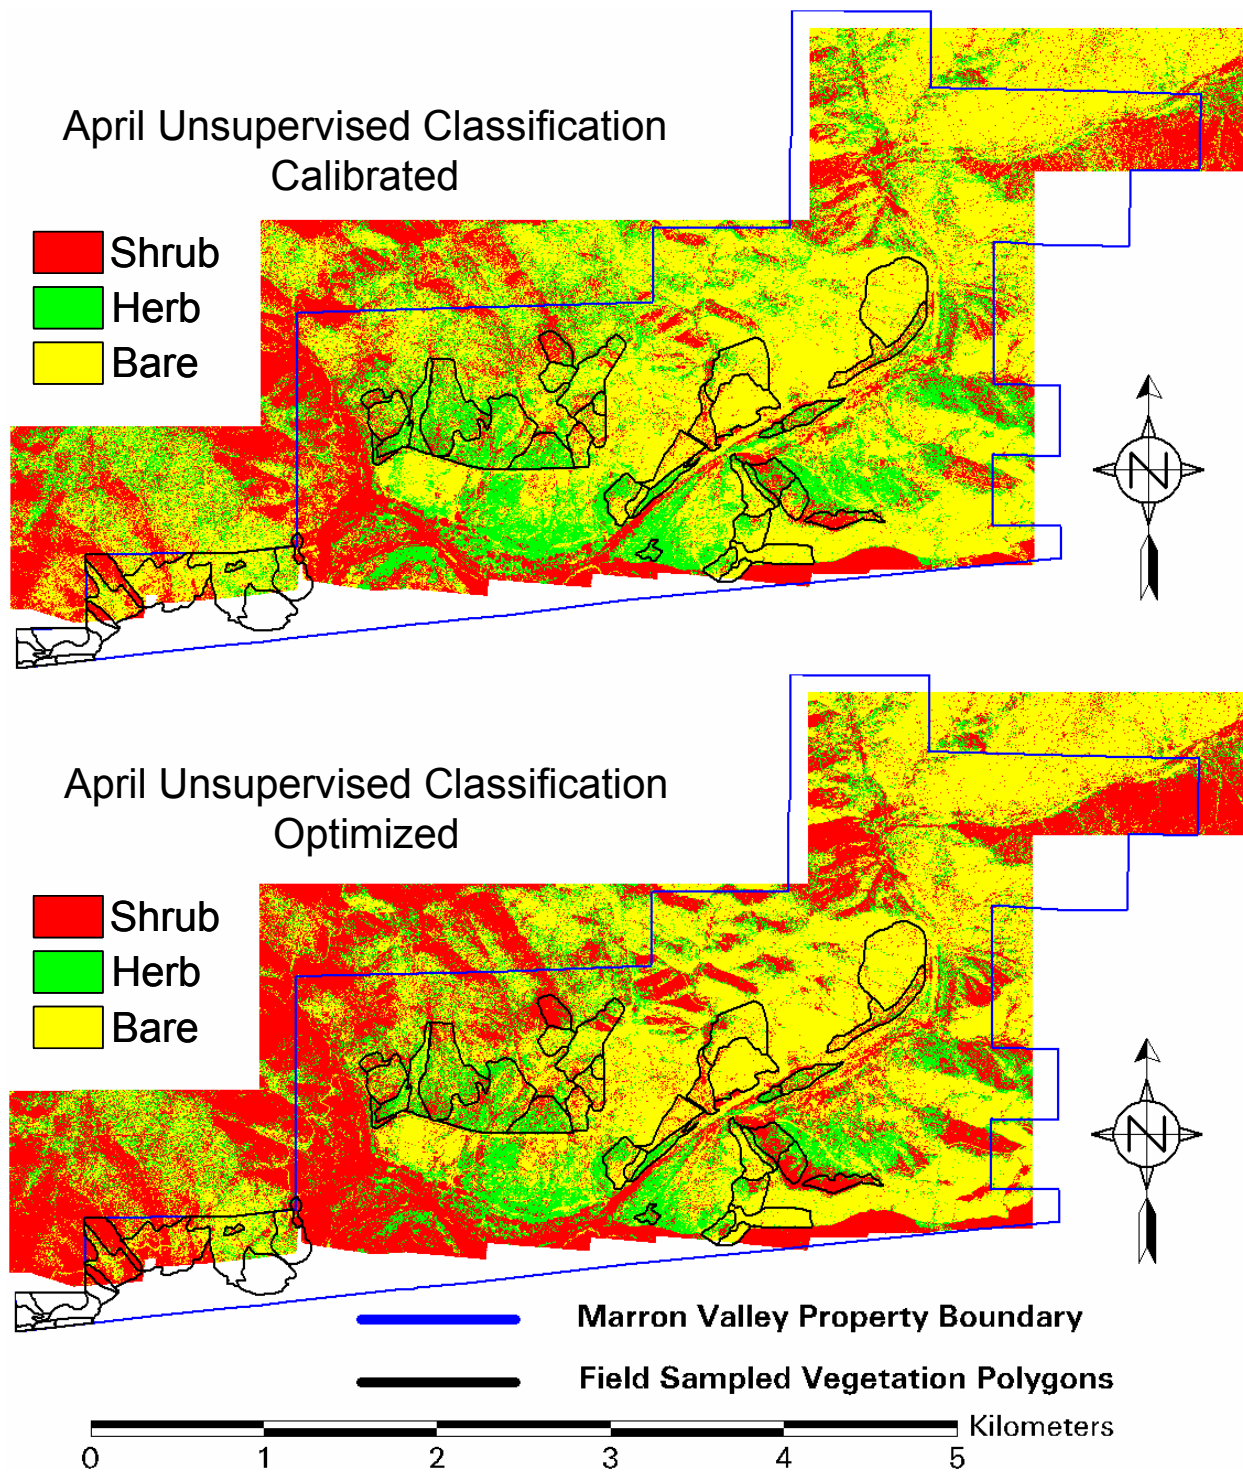 April Unsupervised Classification
Calibrated
Shrub
Herb
Bare
N
April Unsupervised Classification
Optimized
Shrub
Herb
Bare
N
Marron Valley Property Boundary
Field Sampled Vegetation Polygons
Kilometers
0 1 2 3 4 5